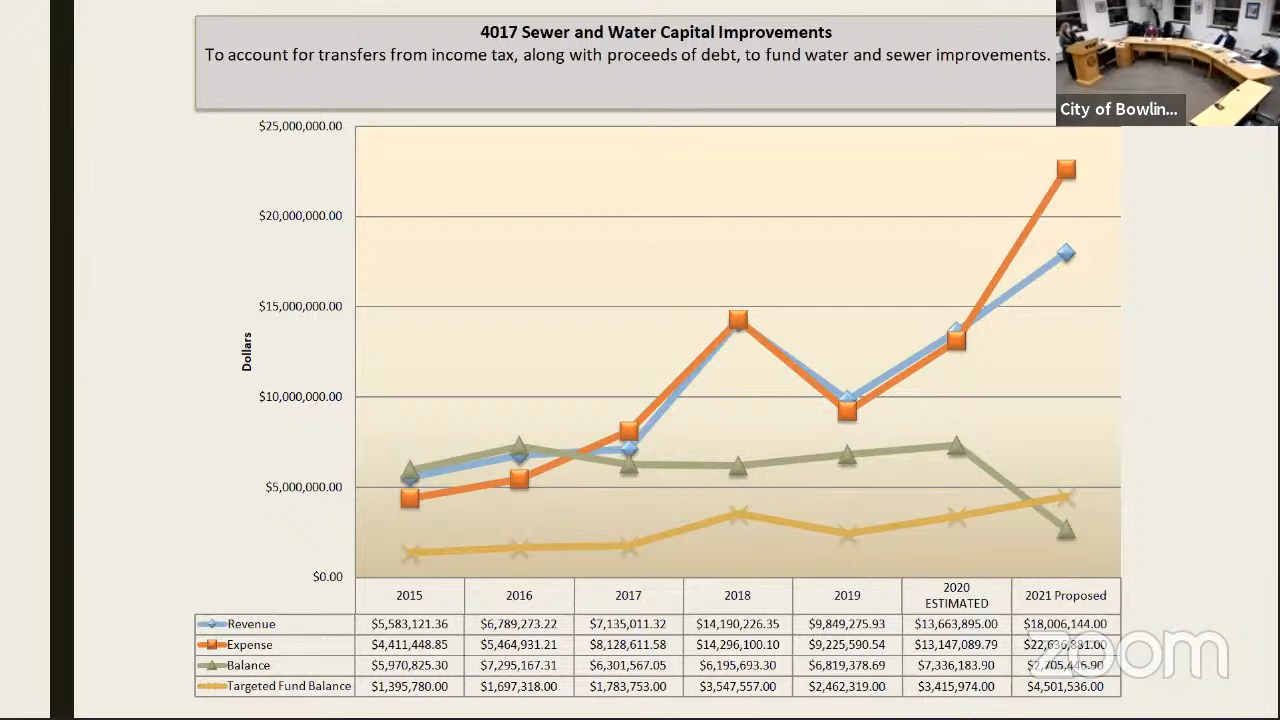 4017 Sewer and Water Capital Improvements
To account for transfers from income tax, along with proceeds of debt, to fund water and sewer improvements.
City of Bowlin...
$25,000,000.00
$20,000,000.00
$15,000,000.00
$10,000,000.00
$5,000,000.00
$0.00
Dollars
2015 2016 2017 2018 2019 2020 ESTIMATED 2021 Proposed
Revenue $5,583,121.36 $6,789,273.22 $7,135,011.32 $14,190,226.35 $9,849,275.93 $13,663,895.00 $18,006,144.00
Expense $4,411,448.85 $5,464,931.21 $8,128,611.58 $14,296,100.10 $9,225,590.54 $13,147,089.79 $22,636,881.00
Balance $5,970,825.30 $7,295,167.31 $6,301,567.05 $6,195,693.30 $6,819,378.69 $7,336,183.90 $2,705,446.90
Targeted Fund Balance $1,395,780.00 $1,697,318.00 $1,783,753.00 $3,547,557.00 $2,462,319.00 $3,415,974.00 $4,501,536.00
zoom